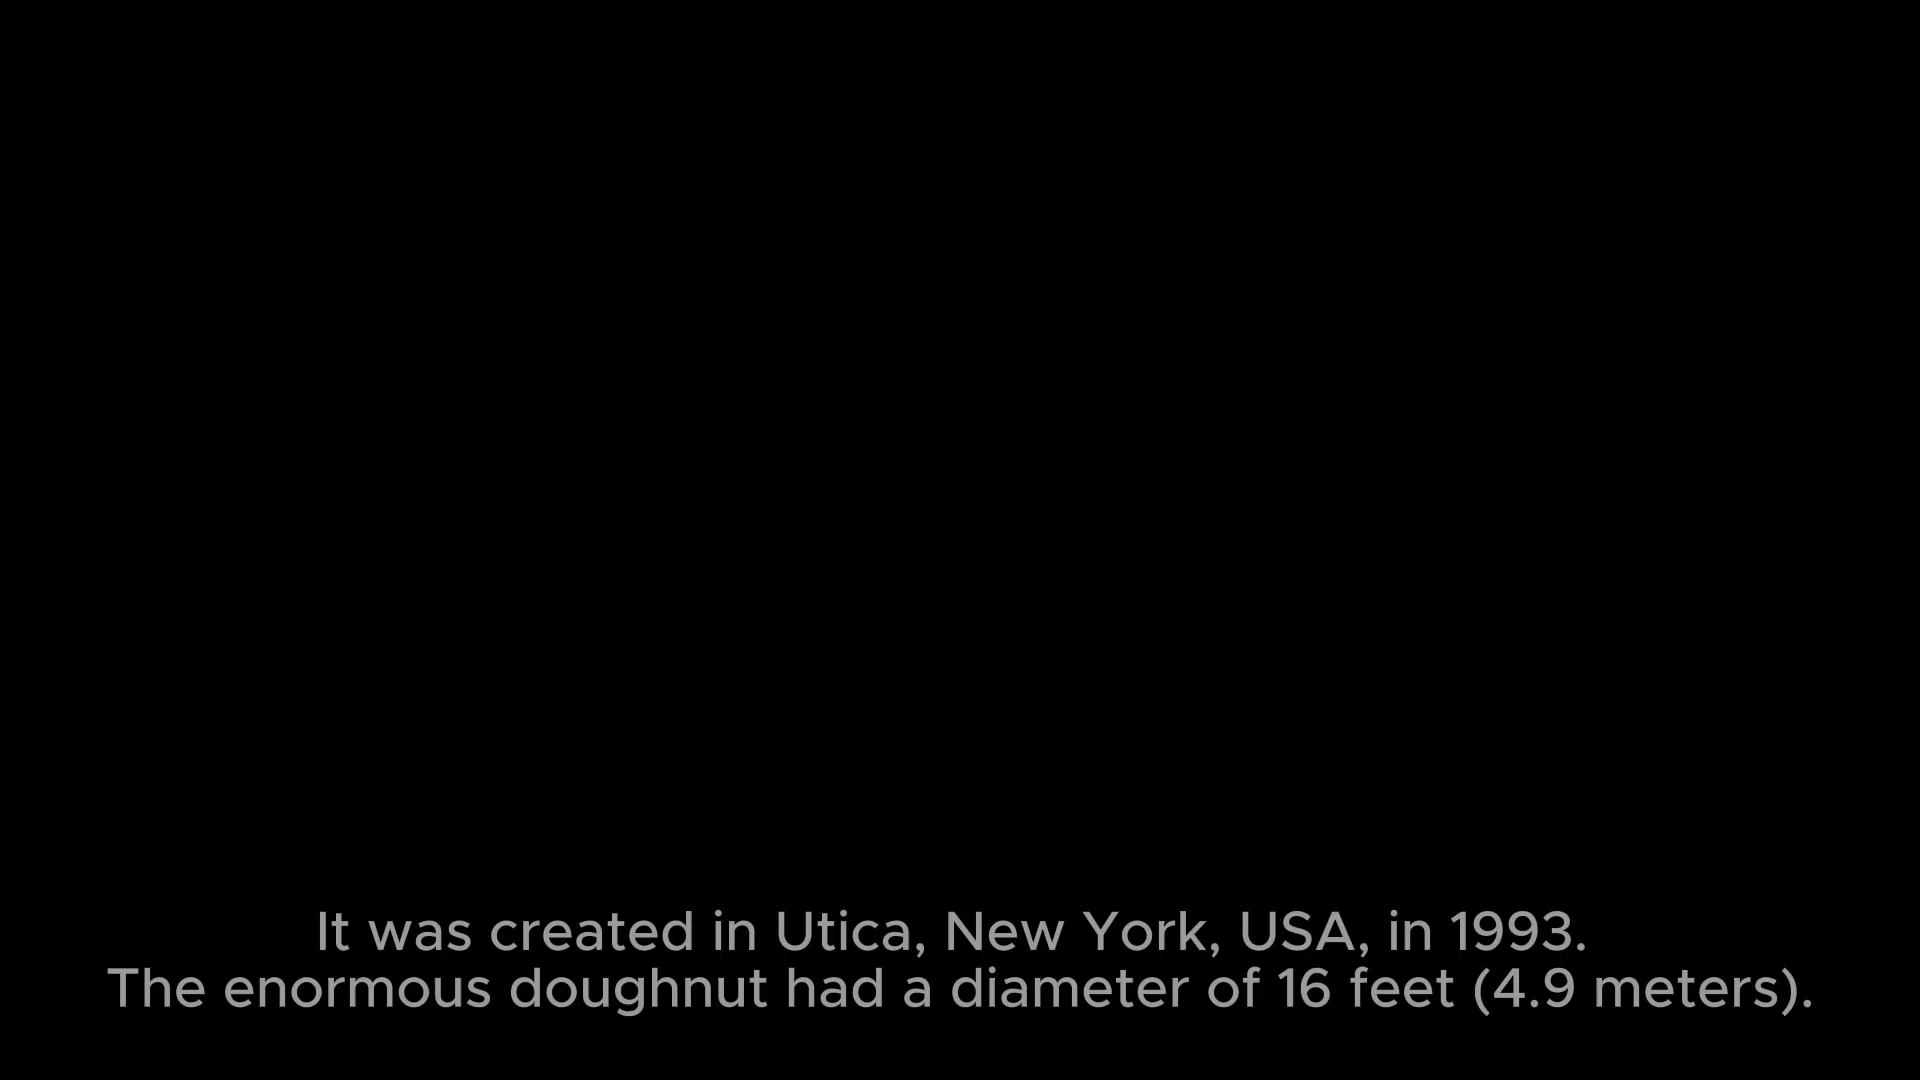 It was created in Utica, New York, USA, in 1993.
The enormous doughnut had a diameter of 16 feet (4.9 meters).